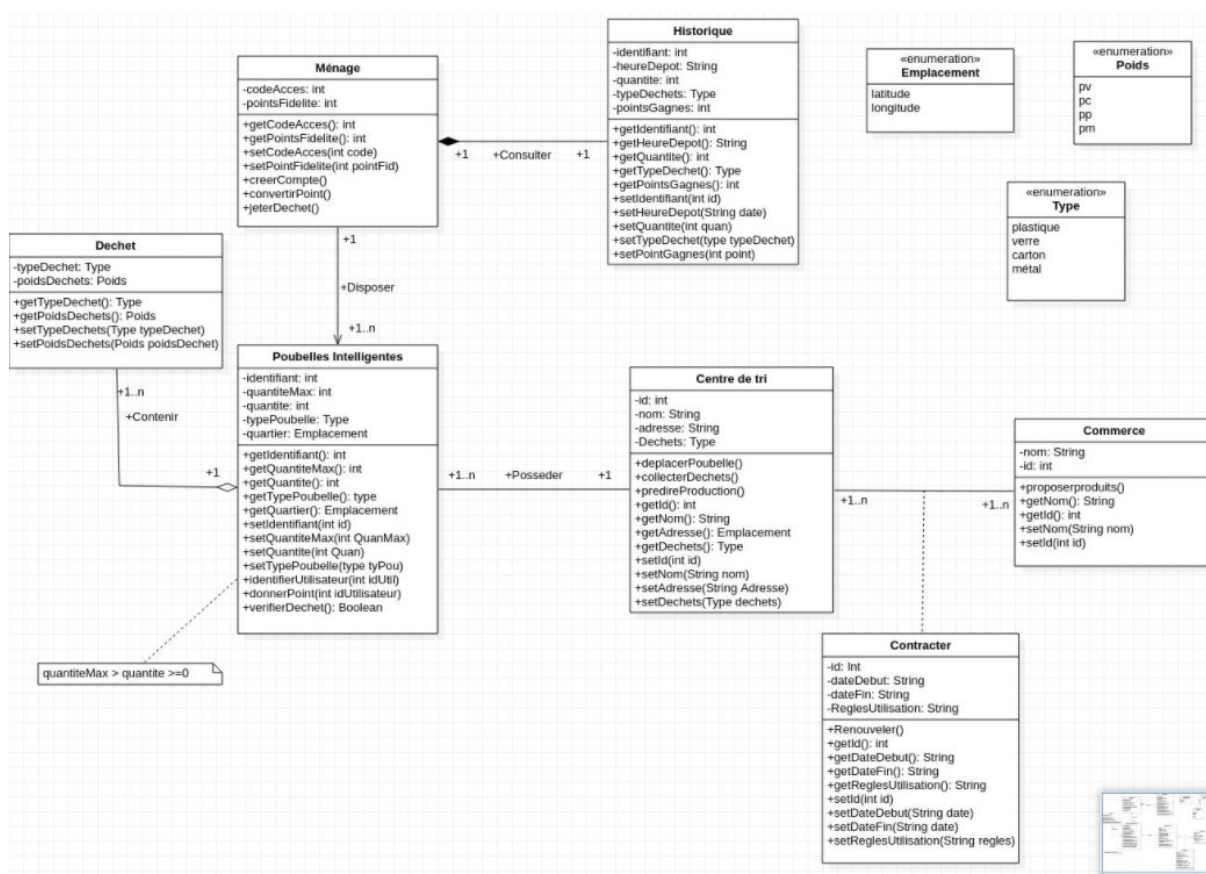 Historique
-identifiant: int
-heureDepot: String
-quantite: int
-typeDechets: Type
-pointsGagnes: int
+getIdentifiant(): int
+getHeureDepot(): String
+getQuantite(): int
+getTypeDechet(): Type
+getPointsGagnes(): int
+setIdentifiant(int id)
+setHeureDepot(String date)
+setQuantite(int quan)
+setTypeDechet(type typeDechet)
+setPointGagnes(int point)
«enumeration»
Emplacement
latitude
longitude
«enumeration»
Poids
pv
pc
pp
pm
«enumeration»
Type
plastique
verre
carton
métal
Ménage
-codeAcces: int
-pointsFidelite: int
+getCodeAcces(): int
+getPointsFidelite(): int
+setCodeAcces(int code)
+setPointFidelite(int pointFid)
+creerCompte()
+convertirPoint()
+jeterDechet()
+1 +Consulter +1
+1
+Disposer
+1..n
Dechet
-typeDechet: Type
-poidsDechets: Poids
+getTypeDechet(): Type
+getPoidsDechets(): Poids
+setTypeDechets(Type typeDechet)
+setPoidsDechets(Poids poidsDechet)
+1..n
+Contenir
+1
Poubelles Intelligentes
-identifiant: int
-quantiteMax: int
-quantite: int
-typePoubelle: Type
-quartier: Emplacement
+getIdentifiant(): int
+getQuantiteMax(): int
+getQuantite(): int
+getTypePoubelle(): type
+getQuartier(): Emplacement
+setIdentifiant(int id)
+setQuantiteMax(int QuanMax)
+setQuantite(int Quan)
+setTypePoubelle(type tyPou)
+identifierUtilisateur(int idUtil)
+donnerPoint(int idUtilisateur)
+verifierDechet(): Boolean
quantiteMax > quantite >=0
+1..n +Posseder +1
Centre de tri
-id: int
-nom: String
-adresse: String
-Dechets: Type
+deplacerPoubelle()
+collecterDechets()
+predireProduction()
+getId(): int
+getNom(): String
+getAdresse(): Emplacement
+getDechets(): Type
+setId(int id)
+setNom(String nom)
+setAdresse(String Adresse)
+setDechets(Type dechets)
+1..n
+1..n
Commerce
-nom: String
-id: int
+proposerproduits()
+getNom(): String
+getId(): int
+setNom(String nom)
+setId(int id)
Contracter
-id: Int
-dateDebut: String
-dateFin: String
-ReglesUtilisation: String
+Renouveler()
+getId(): int
+getDateDebut(): String
+getDateFin(): String
+getReglesUtilisation(): String
+setId(int id)
+setDateDebut(String date)
+setDateFin(String date)
+setReglesUtilisation(String regles)